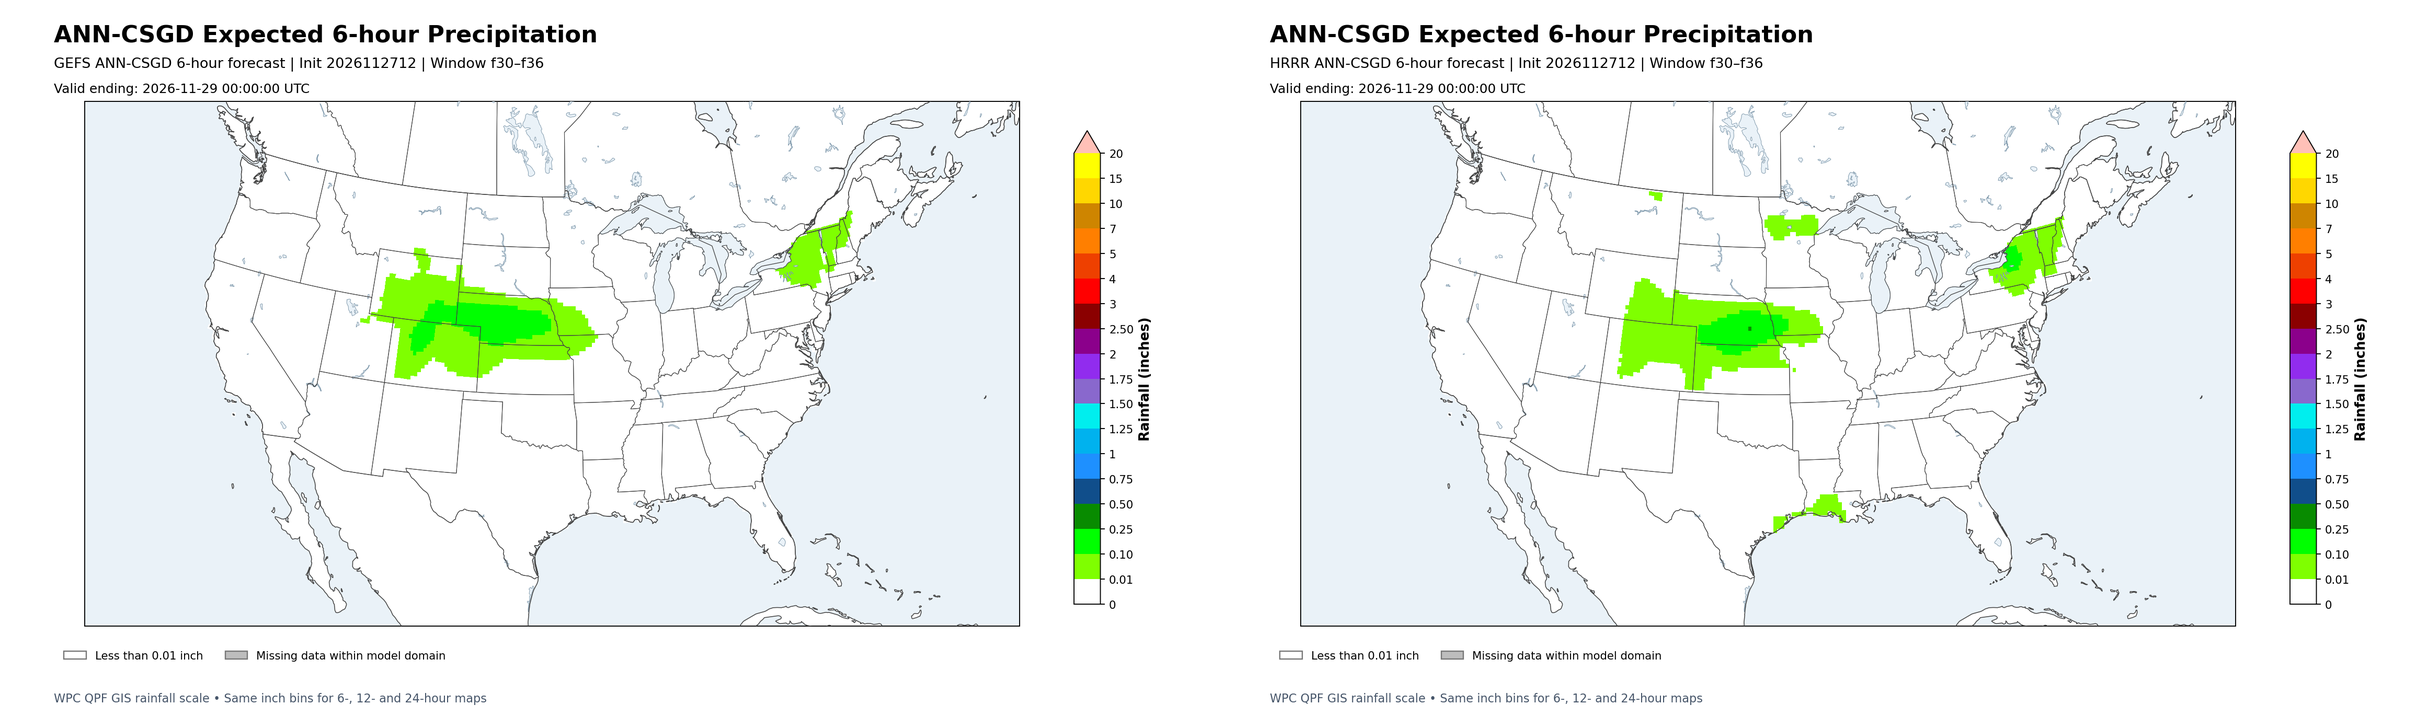 ANN-CSGD Expected 6-hour Precipitation
GEFS ANN-CSGD 6-hour forecast | Init 2026112712 | Window f30–f36
Valid ending: 2026-11-29 00:00:00 UTC
20
15
10
7
5
4
3
2.50
2
1.75
1.50
1.25
1
0.75
0.50
0.25
0.10
0.01
0
Rainfall (inches)
Less than 0.01 inch
Missing data within model domain
WPC QPF GIS rainfall scale • Same inch bins for 6-, 12- and 24-hour maps
ANN-CSGD Expected 6-hour Precipitation
HRRR ANN-CSGD 6-hour forecast | Init 2026112712 | Window f30–f36
Valid ending: 2026-11-29 00:00:00 UTC
20
15
10
7
5
4
3
2.50
2
1.75
1.50
1.25
1
0.75
0.50
0.25
0.10
0.01
0
Rainfall (inches)
Less than 0.01 inch
Missing data within model domain
WPC QPF GIS rainfall scale • Same inch bins for 6-, 12- and 24-hour maps